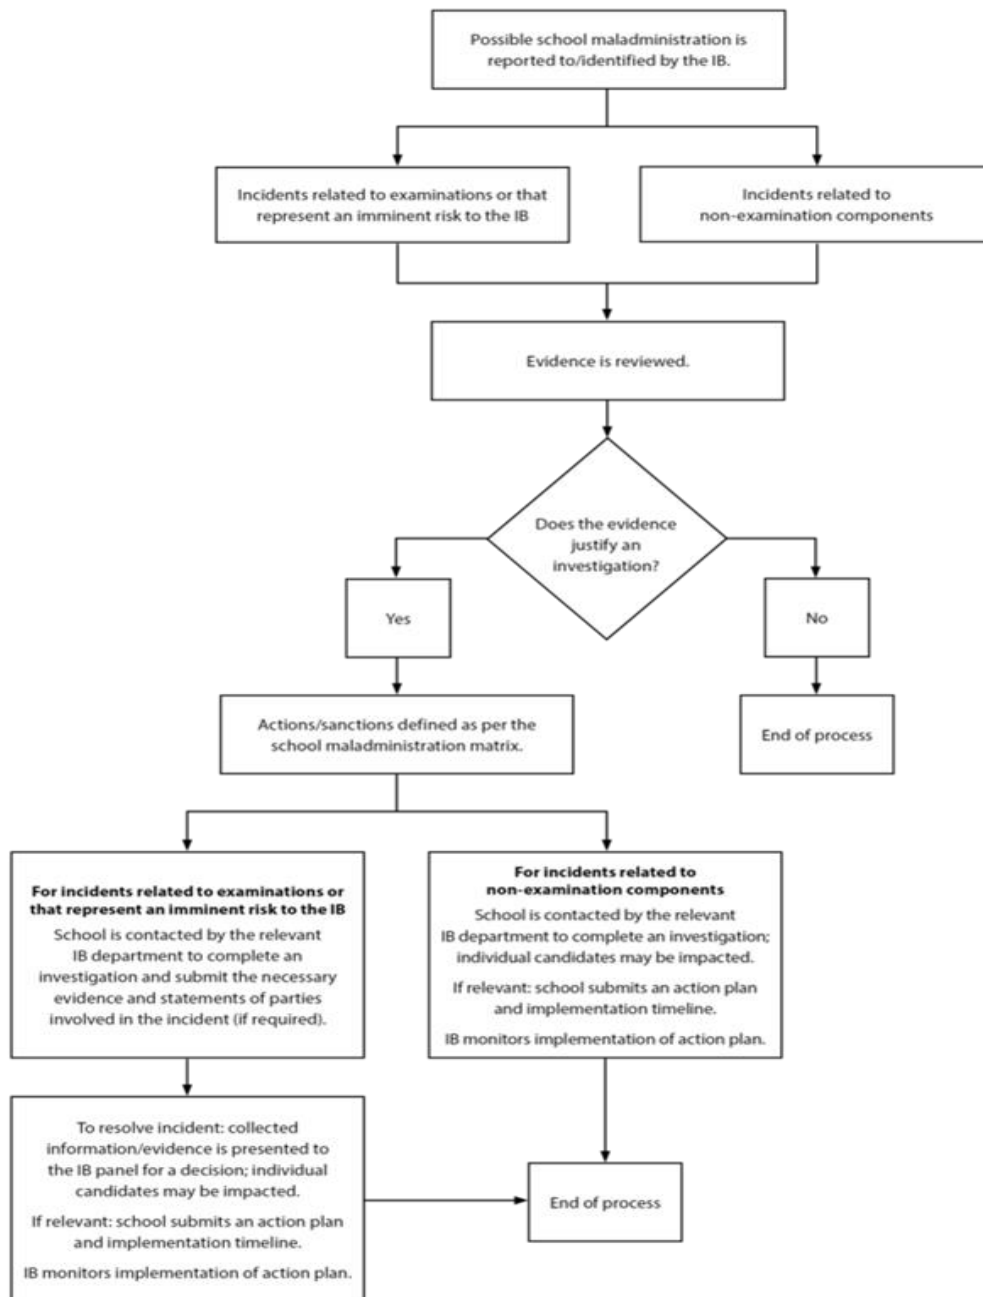 Possible school maladministration is
reported to/identified by the IB.
Incidents related to examinations or that
represent an imminent risk to the IB
Incidents related to
non-examination components
Evidence is reviewed.
Does the evidence
justify an
investigation?
Yes
No
Actions/sanctions defined as per the
school maladministration matrix.
End of process
For incidents related to examinations or
that represent an imminent risk to the IB
School is contacted by the relevant
IB department to complete an
investigation and submit the necessary
evidence and statements of parties
involved in the incident (if required).
For incidents related to
non-examination components
School is contacted by the relevant
IB department to complete an investigation;
individual candidates may be impacted.
If relevant: school submits an action plan
and implementation timeline.
IB monitors implementation of action plan.
To resolve incident: collected
information/evidence is presented to
the IB panel for a decision; individual
candidates may be impacted.
If relevant: school submits an action plan
and implementation timeline.
IB monitors implementation of action plan.
End of process